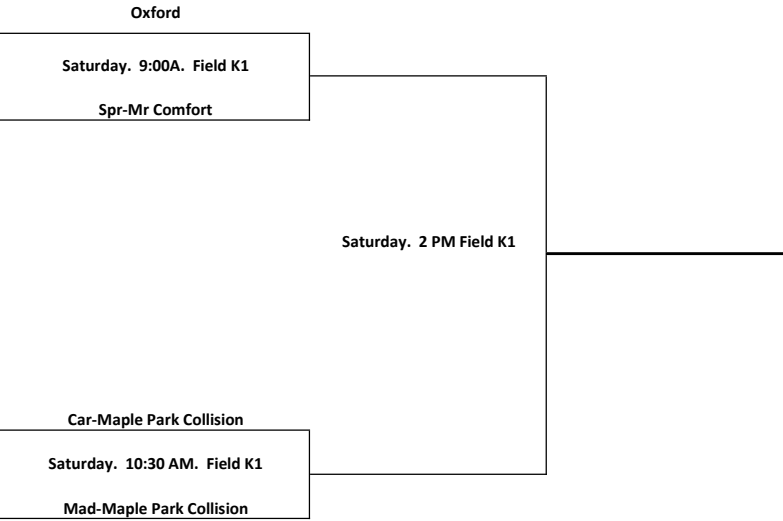 Oxford
Saturday.  9:00A.  Field K1
Spr-Mr Comfort
Saturday.  2 PM Field K1
Car-Maple Park Collision
Saturday.  10:30 AM.  Field K1
Mad-Maple Park Collision